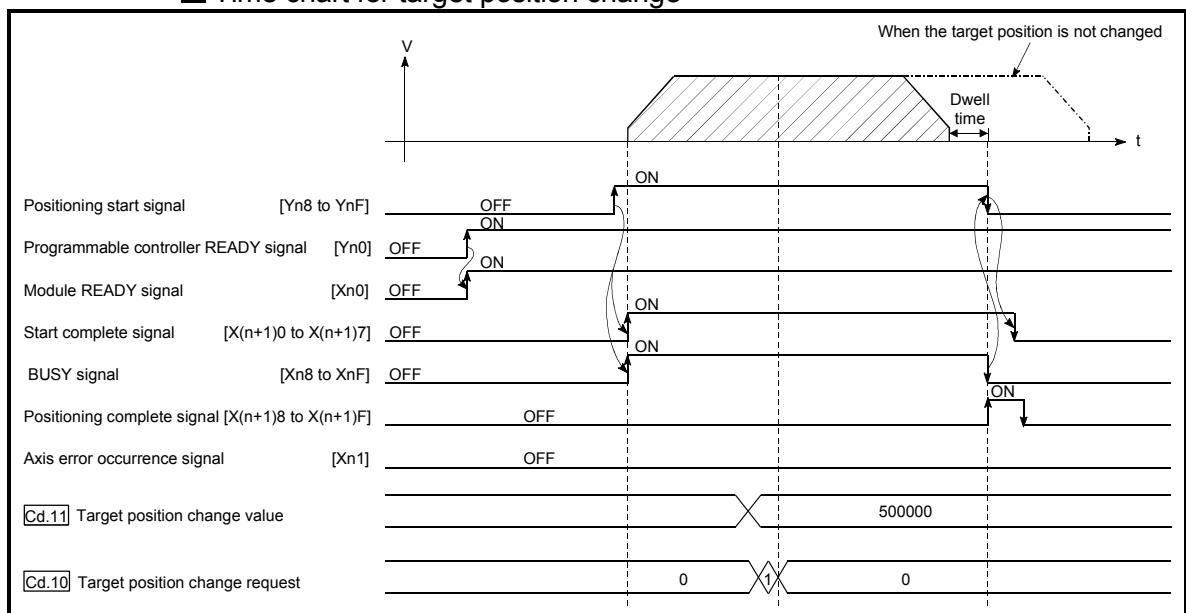 Time chart for target position change
When the target position is not changed
V
Dwell
time
t
ON
Positioning start signal [Yn8 to YnF] OFF
ON
Programmable controller READY signal [Yn0] OFF
ON
Module READY signal [Xn0] OFF
ON
Start complete signal [X(n+1)0 to X(n+1)7] OFF
ON
BUSY signal [Xn8 to XnF] OFF
ON
Positioning complete signal [X(n+1)8 to X(n+1)F] OFF
Axis error occurrence signal [Xn1] OFF
Cd.11 Target position change value 500000
Cd.10 Target position change request 0 1 0